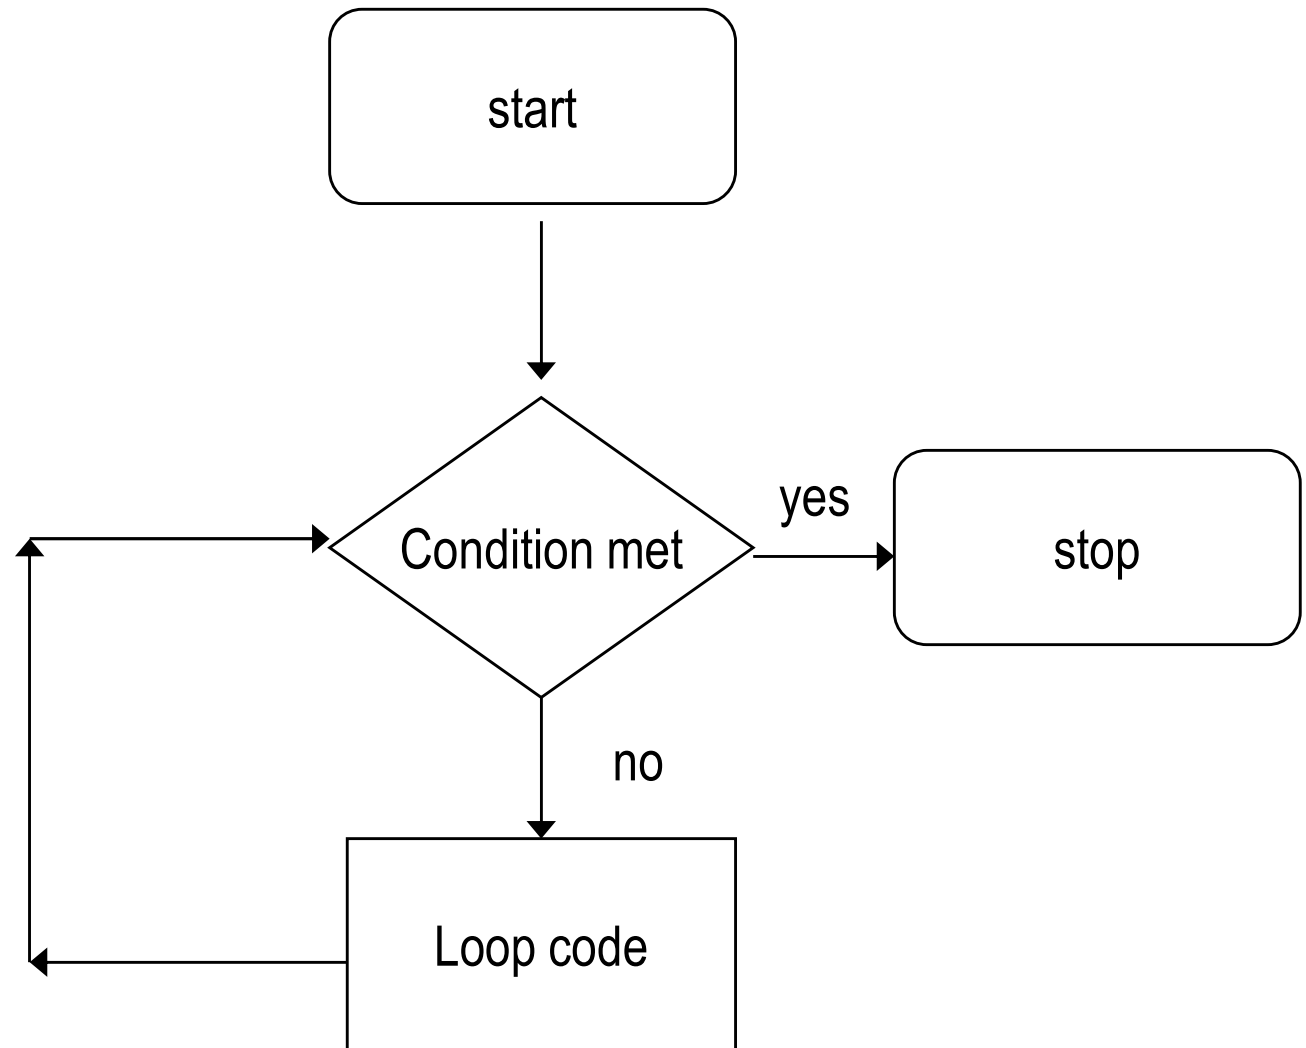 start
Condition met
yes
stop
no
Loop code